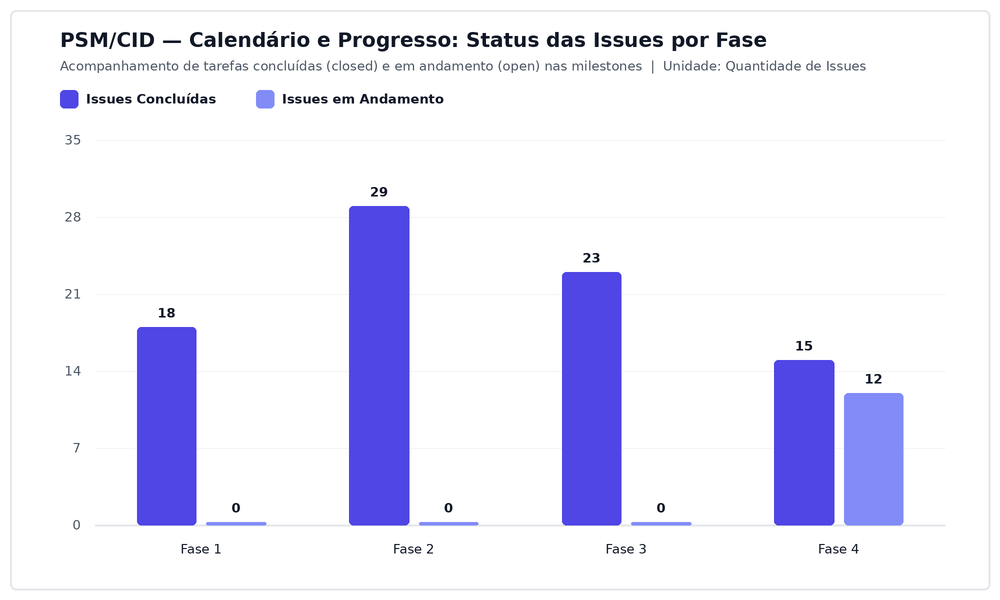 PSM/CID — Calendário e Progresso: Status das Issues por Fase
Acompanhamento de tarefas concluídas (closed) e em andamento (open) nas milestones | Unidade: Quantidade de Issues
Issues Concluídas Issues em Andamento
35
28
21
14
7
0
18 0
29 0
23 0
15 12
Fase 1 Fase 2 Fase 3 Fase 4